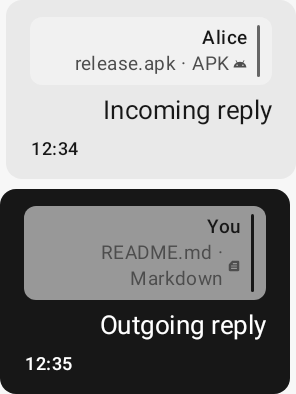 Alice
release.apk · APK
Incoming reply
12:34
You
README.md ·
Markdown
Outgoing reply
12:35